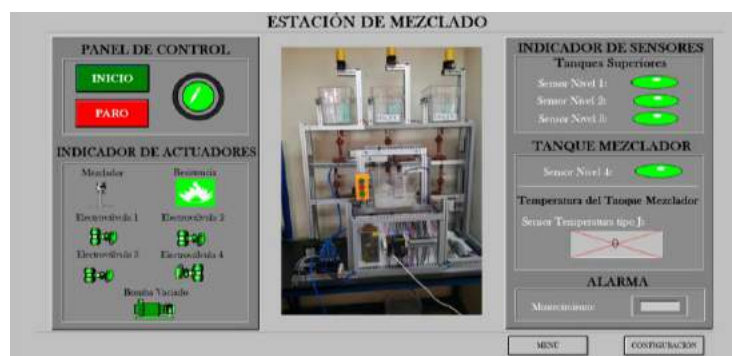 ESTACIÓN DE MEZCLADO
PANEL DE CONTROL
INICIO
PARO
INDICADOR DE ACTUADORES
Mezclador
Resistencia
Electroválvula 1
Electroválvula 2
Electroválvula 3
Electroválvula 4
Bomba Vaciado
INDICADOR DE SENSORES
Tanques Superiores
Sensor Nivel 1:
Sensor Nivel 2:
Sensor Nivel 3:
TANQUE MEZCLADOR
Sensor Nivel 4:
Temperatura del Tanque Mezclador
Sensor Temperatura tipo J:
0
ALARMA
Mantenimiento:
MENÚ
CONFIGURACIÓN